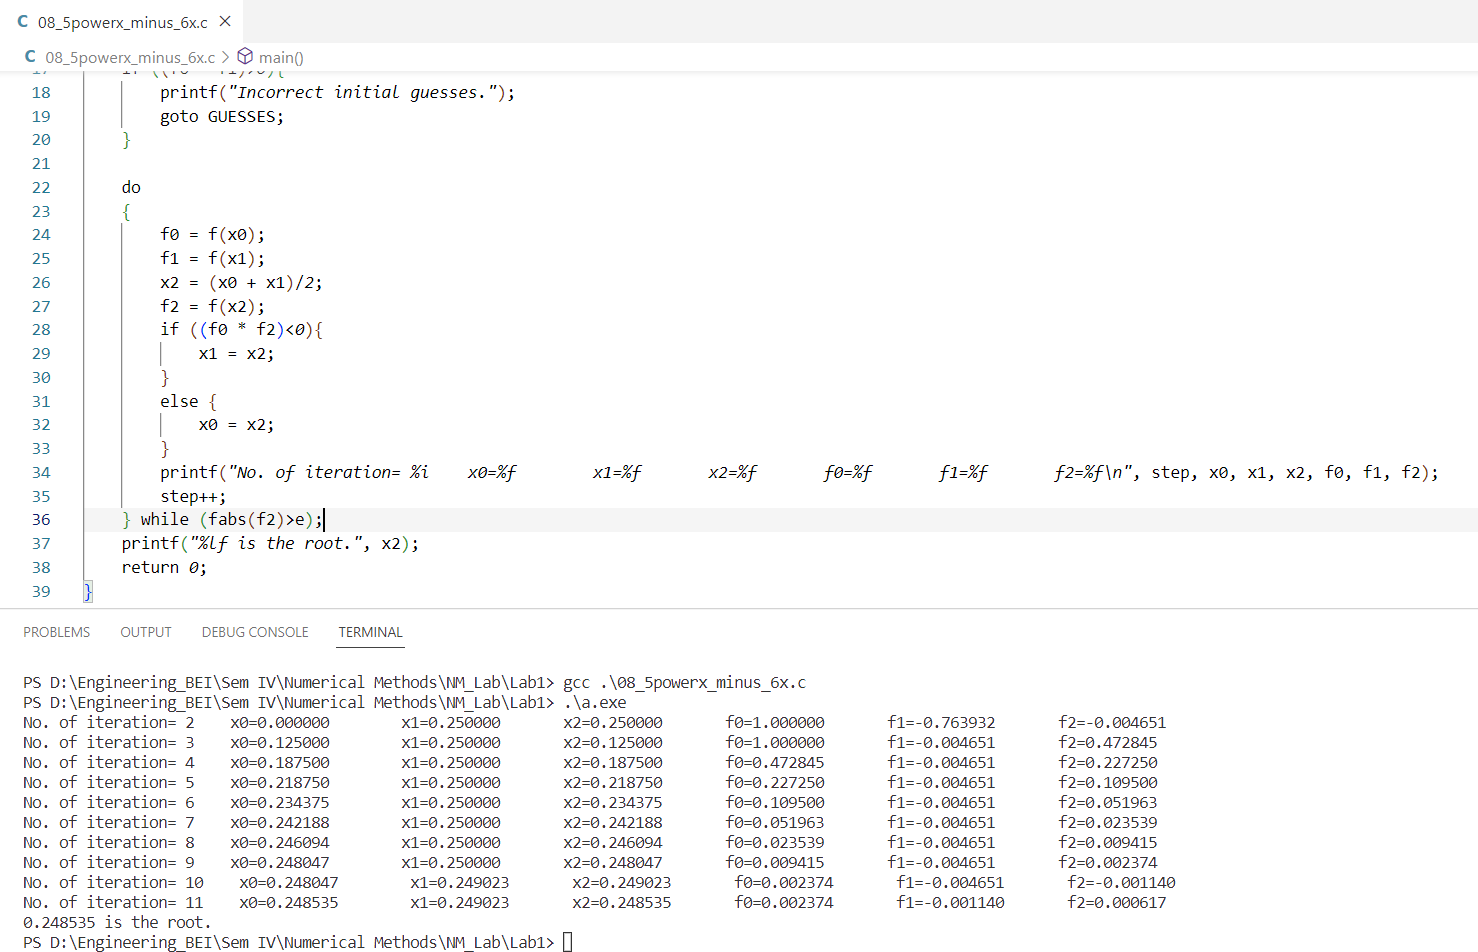 C 08_5powerx_minus_6x.c ×
C 08_5powerx_minus_6x.c > main()
18 printf("Incorrect initial guesses.");
19 goto GUESSES;
20 }
21
22 do
23 {
24 f0 = f(x0);
25 f1 = f(x1);
26 x2 = (x0 + x1)/2;
27 f2 = f(x2);
28 if ((f0 * f2)<0){
29 x1 = x2;
30 }
31 else {
32 x0 = x2;
33 }
34 printf("No. of iteration= %i    x0=%f        x1=%f       x2=%f       f0=%f       f1=%f       f2=%f\n", step, x0, x1, x2, f0, f1, f2);
35 step++;
36 } while (fabs(f2)>e);
37 printf("%lf is the root.", x2);
38 return 0;
39 }
PROBLEMS OUTPUT DEBUG CONSOLE TERMINAL
PS D:\Engineering_BEI\Sem IV\Numerical Methods\NM_Lab\Lab1> gcc .\08_5powerx_minus_6x.c
PS D:\Engineering_BEI\Sem IV\Numerical Methods\NM_Lab\Lab1> .\a.exe
No. of iteration= 2 x0=0.000000 x1=0.250000 x2=0.250000 f0=1.000000 f1=-0.763932 f2=-0.004651
No. of iteration= 3 x0=0.125000 x1=0.250000 x2=0.125000 f0=1.000000 f1=-0.004651 f2=0.472845
No. of iteration= 4 x0=0.187500 x1=0.250000 x2=0.187500 f0=0.472845 f1=-0.004651 f2=0.227250
No. of iteration= 5 x0=0.218750 x1=0.250000 x2=0.218750 f0=0.227250 f1=-0.004651 f2=0.109500
No. of iteration= 6 x0=0.234375 x1=0.250000 x2=0.234375 f0=0.109500 f1=-0.004651 f2=0.051963
No. of iteration= 7 x0=0.242188 x1=0.250000 x2=0.242188 f0=0.051963 f1=-0.004651 f2=0.023539
No. of iteration= 8 x0=0.246094 x1=0.250000 x2=0.246094 f0=0.023539 f1=-0.004651 f2=0.009415
No. of iteration= 9 x0=0.248047 x1=0.250000 x2=0.248047 f0=0.009415 f1=-0.004651 f2=0.002374
No. of iteration= 10 x0=0.248047 x1=0.249023 x2=0.249023 f0=0.002374 f1=-0.004651 f2=-0.001140
No. of iteration= 11 x0=0.248535 x1=0.249023 x2=0.248535 f0=0.002374 f1=-0.001140 f2=0.000617
0.248535 is the root.
PS D:\Engineering_BEI\Sem IV\Numerical Methods\NM_Lab\Lab1>